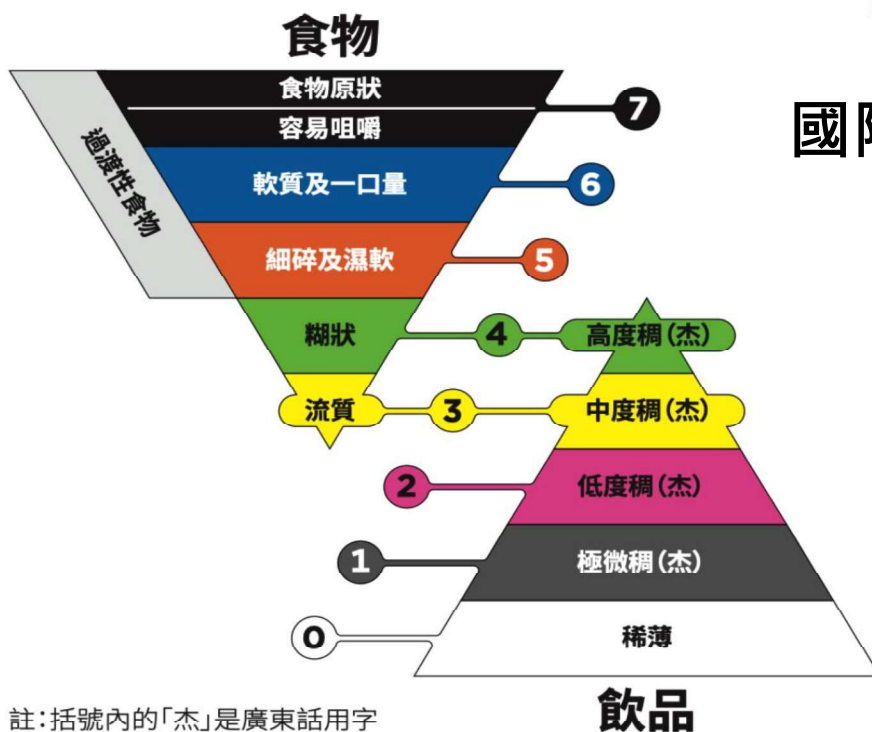 食物
食物原狀
容易咀嚼
7
國際
過渡性食物
軟質及一口量
6
細碎及濕軟
5
糊狀
4
高度稠(杰)
流質
3
中度稠(杰)
2
低度稠(杰)
1
極微稠(杰)
0
稀薄
飲品
註:括號內的「杰」是廣東話用字